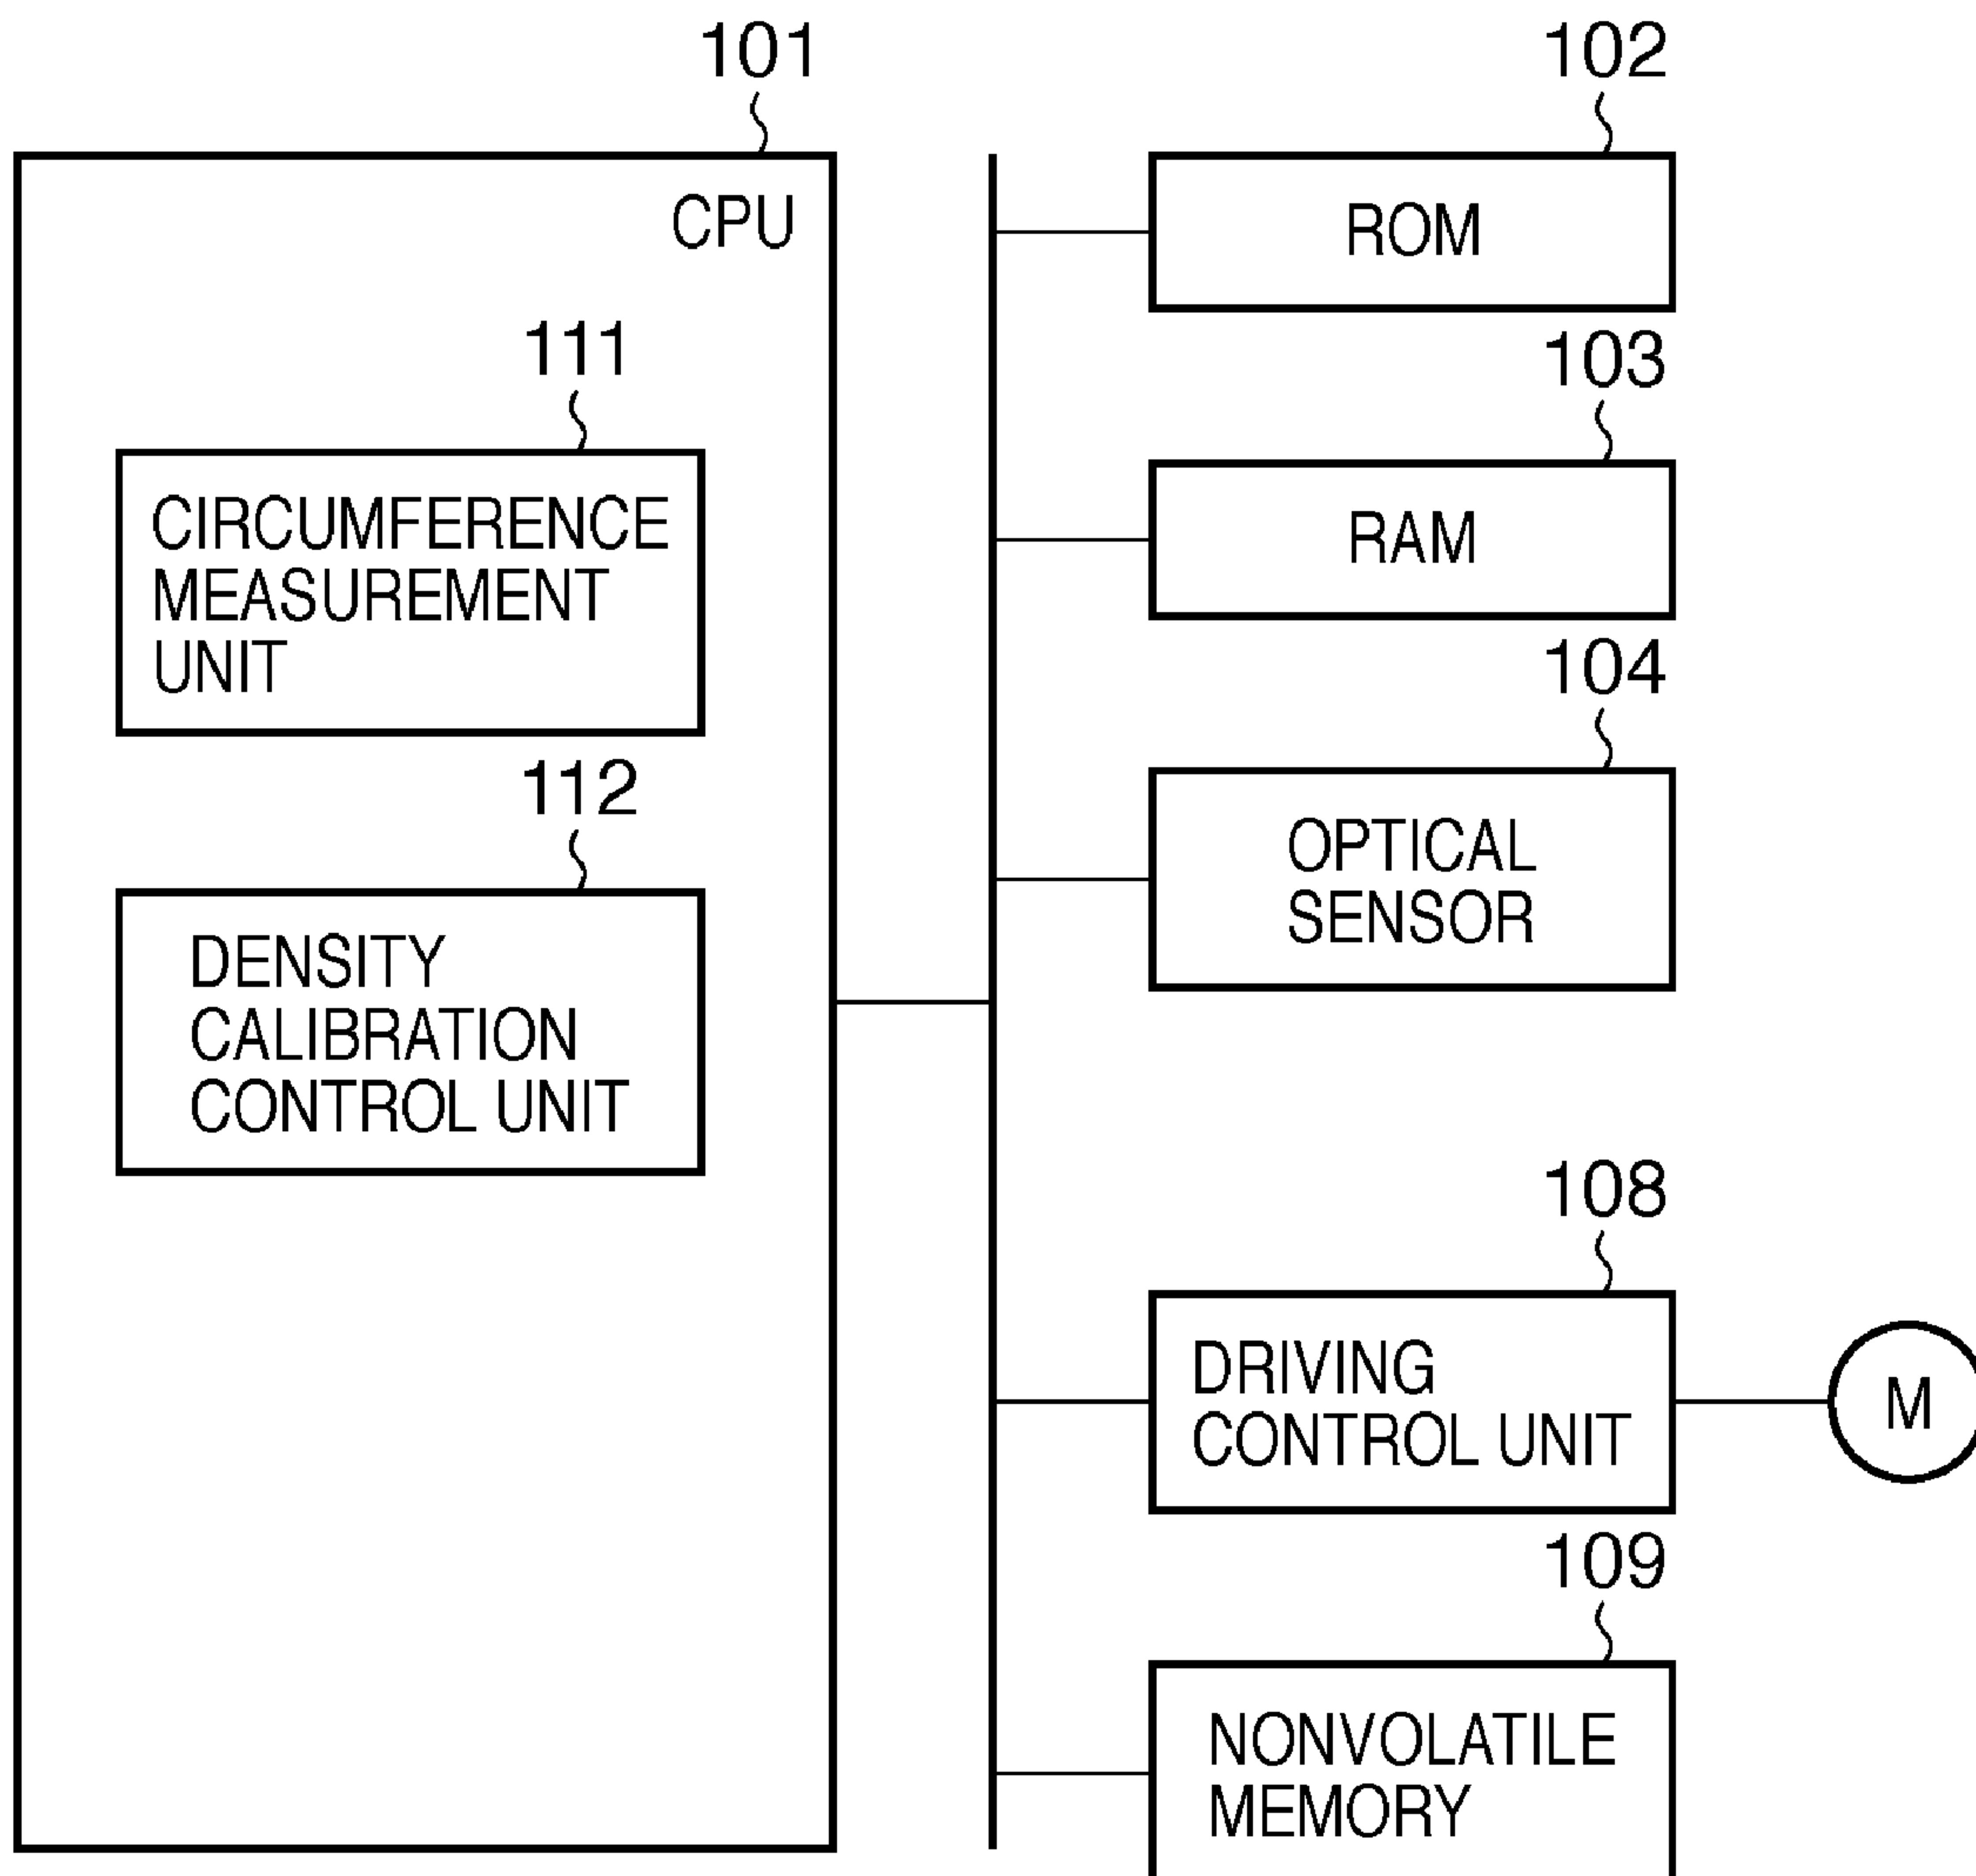 101
CPU
111
CIRCUMFERENCE
MEASUREMENT
UNIT
112
DENSITY
CALIBRATION
CONTROL UNIT
102
ROM
103
RAM
104
OPTICAL
SENSOR
108
DRIVING
CONTROL UNIT
M
109
NONVOLATILE
MEMORY